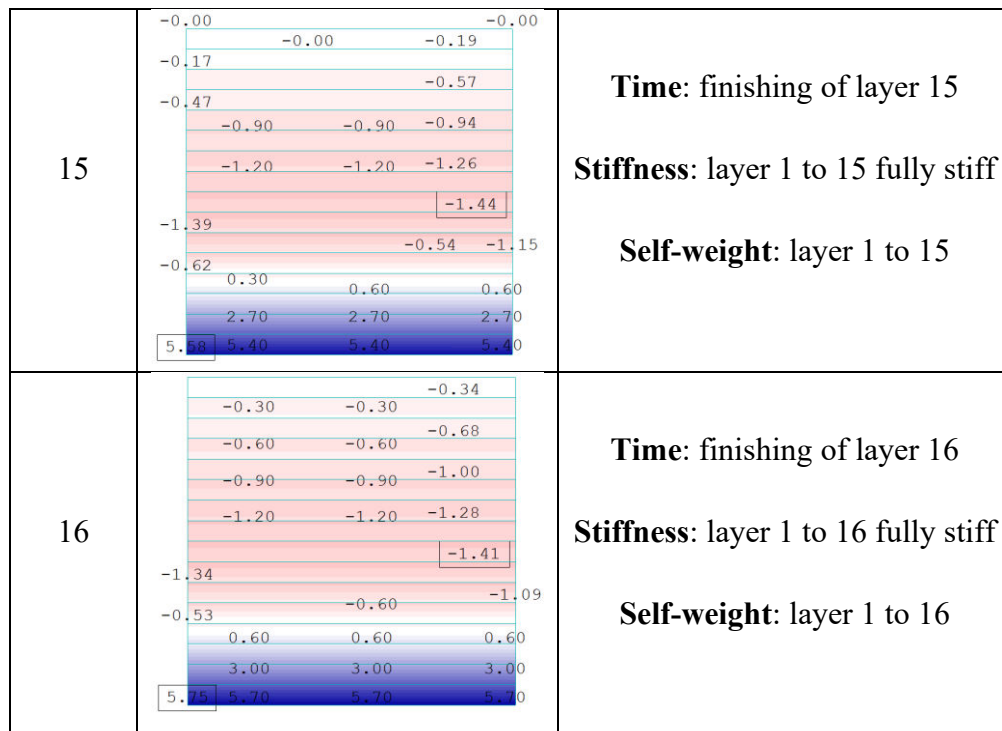 -0.00 -0.00
-0.00 -0.19
-0.17
-0.57
-0.47
-0.90 -0.90 -0.94
-1.20 -1.20 -1.26
-1.44
-1.39
-0.54 -1.15
-0.62
0.30
0.60 0.60
2.70 2.70 2.70
5.58 5.40 5.40 5.40
15
Time: finishing of layer 15
Stiffness: layer 1 to 15 fully stiff
Self-weight: layer 1 to 15
-0.34
-0.30 -0.30
-0.68
-0.60 -0.60
-1.00
-0.90 -0.90
-1.20 -1.20 -1.28
-1.41
-1.34
-1.09
-0.60
-0.53
0.60 0.60 0.60
3.00 3.00 3.00
5.75 5.70 5.70 5.70
16
Time: finishing of layer 16
Stiffness: layer 1 to 16 fully stiff
Self-weight: layer 1 to 16